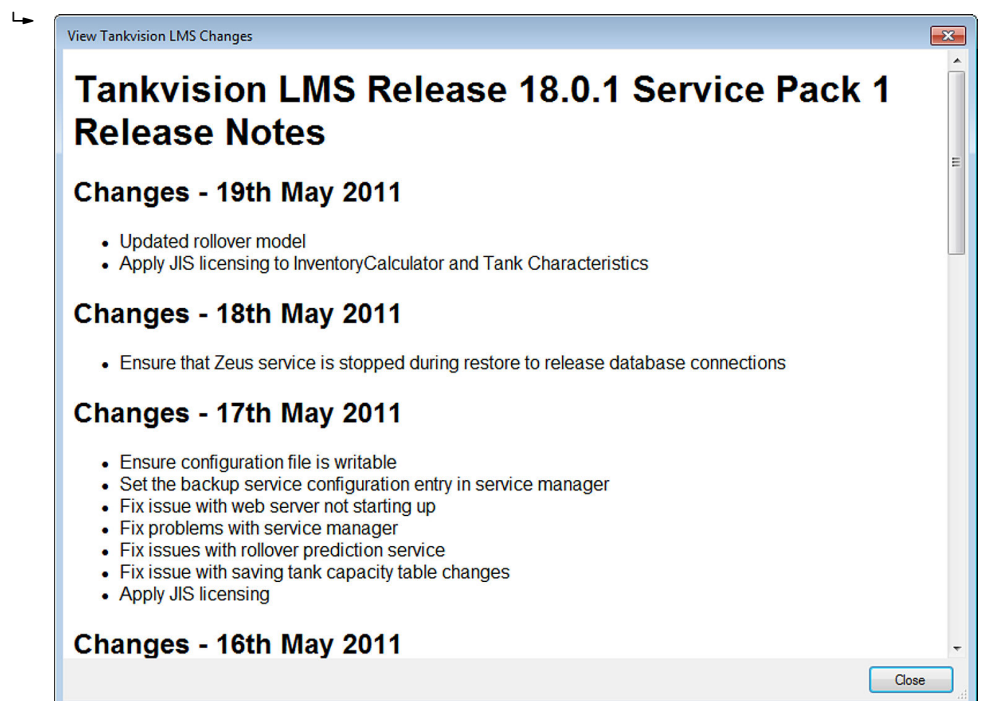 View Tankvision LMS Changes
Tankvision LMS Release 18.0.1 Service Pack 1
Release Notes
Changes - 19th May 2011
• Updated rollover model
• Apply JIS licensing to InventoryCalculator and Tank Characteristics
Changes - 18th May 2011
• Ensure that Zeus service is stopped during restore to release database connections
Changes - 17th May 2011
• Ensure configuration file is writable
• Set the backup service configuration entry in service manager
• Fix issue with web server not starting up
• Fix problems with service manager
• Fix issues with rollover prediction service
• Fix issue with saving tank capacity table changes
• Apply JIS licensing
Changes - 16th May 2011
Close